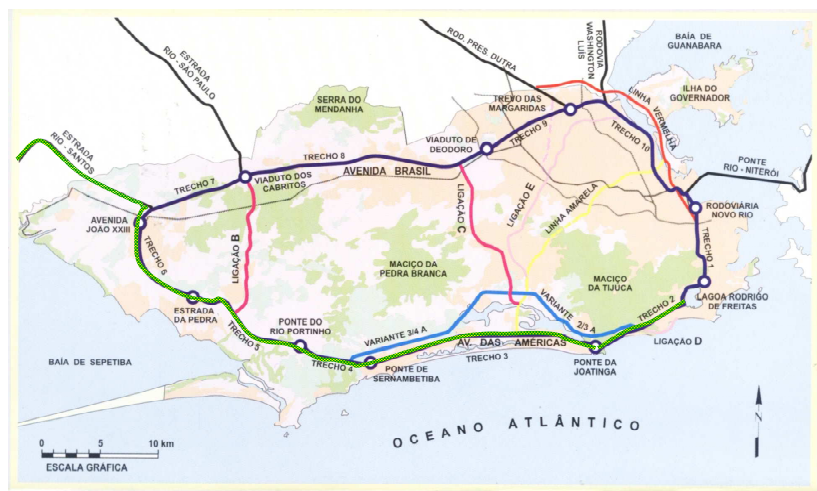 ESTRADA
RIO - SÃO PAULO
ROD. PRES. DUTRA
RODOVIA
WASHINGTON
LUÍS
BAÍA DE
GUANABARA
ILHA DO
GOVERNADOR
LINHA VERMELHA
SERRA DO
MENDANHA
TREVO DAS
MARGARIDAS
TRECHO 9
TRECHO 10
VIADUTO DE
DEODORO
ESTRADA
RIO - SANTOS
TRECHO 7
TRECHO 8
AVENIDA BRASIL
VIADUTO DOS
CABRITOS
PONTE
RIO - NITERÓI
AVENIDA
JOÃO XXIII
LIGAÇÃO B
LIGAÇÃO C
LIGAÇÃO E
LINHA AMARELA
RODOVIÁRIA
NOVO RIO
TRECHO 1
TRECHO 6
MACIÇO DA
PEDRA BRANCA
MACIÇO
DA TIJUCA
LAGOA RODRIGO
DE FREITAS
ESTRADA
DA PEDRA
TRECHO 5
PONTE DO
RIO PORTINHO
VARIANTE 3/4 A
VARIANTE 2/3 A
TRECHO 2
LIGAÇÃO D
AV. DAS AMÉRICAS
TRECHO 3
TRECHO 4
PONTE DE
SERNAMBETIBA
PONTE DA
JOATINGA
BAÍA DE SEPETIBA
OCEANO ATLÂNTICO
N
0 5 10 km
ESCALA GRÁFICA